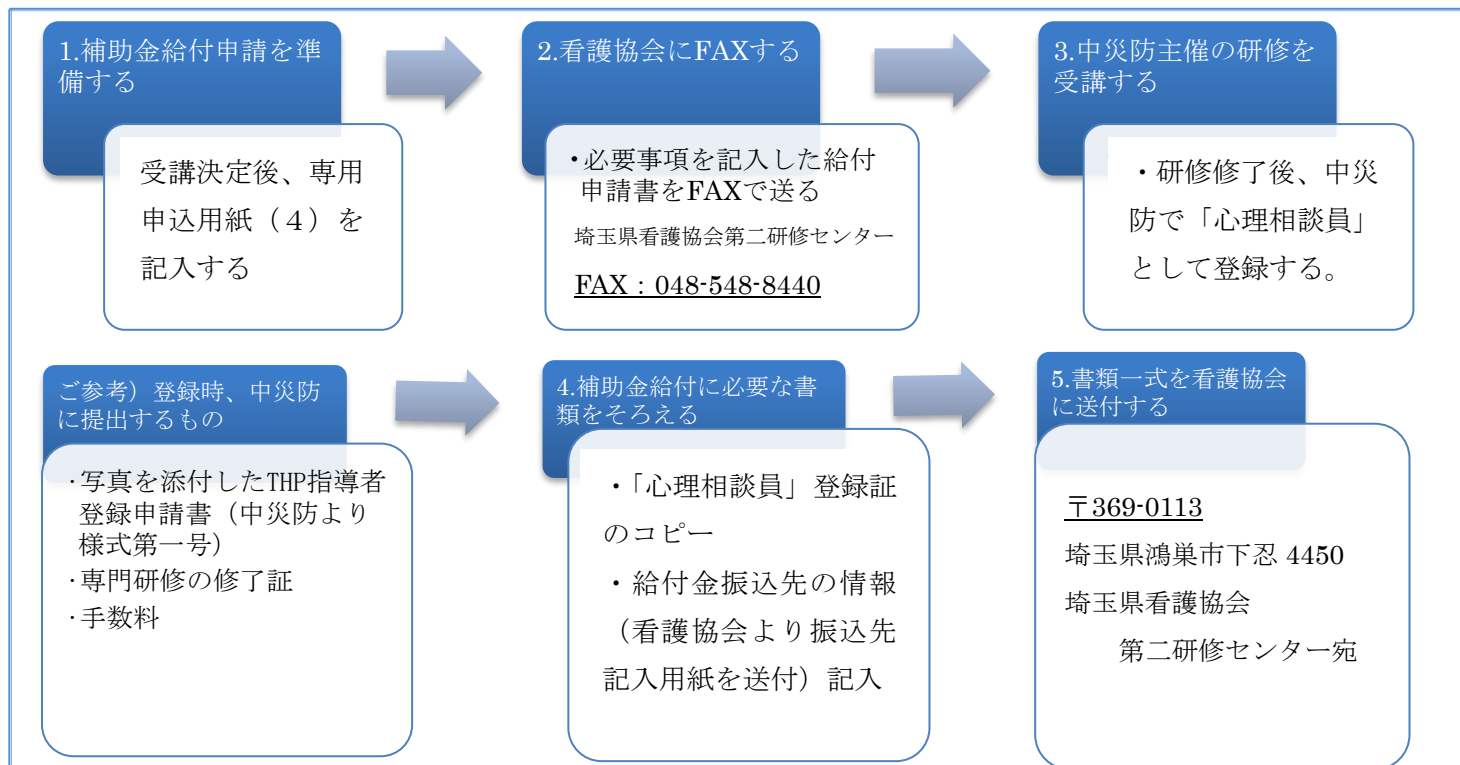 1.補助金給付申請を準
備する
受講決定後、専用
申込用紙（４）を
記入する
2.看護協会にFAXする
・必要事項を記入した給付
申請書をFAXで送る
埼玉県看護協会第二研修センター
FAX：048-548-8440
3.中災防主催の研修を
受講する
・研修修了後、中災
防で「心理相談員」
として登録する。
ご参考）登録時、中災防
に提出するもの
・写真を添付したTHP指導者
登録申請書（中災防より
様式第一号）
・専門研修の修了証
・手数料
4.補助金給付に必要な書
類をそろえる
・「心理相談員」登録証
のコピー
・給付金振込先の情報
（看護協会より振込先
記入用紙を送付）記入
5.書類一式を看護協会
に送付する
〒369-0113
埼玉県鴻巣市下忍 4450
埼玉県看護協会
第二研修センター宛